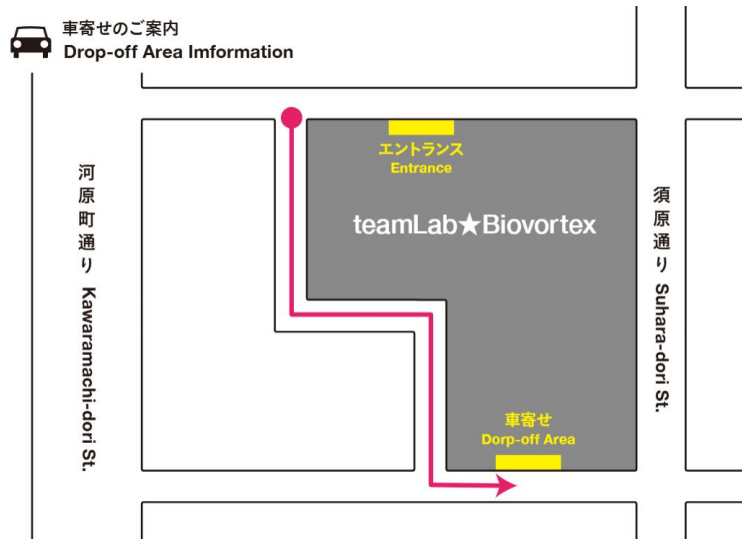 車寄せのご案内
Drop-off Area Imformation
河原町通り Kawaramachi-dori St.
エントランス
Entrance
teamLab★Biovortex
須原通り Suhara-dori St.
車寄せ
Dorp-off Area